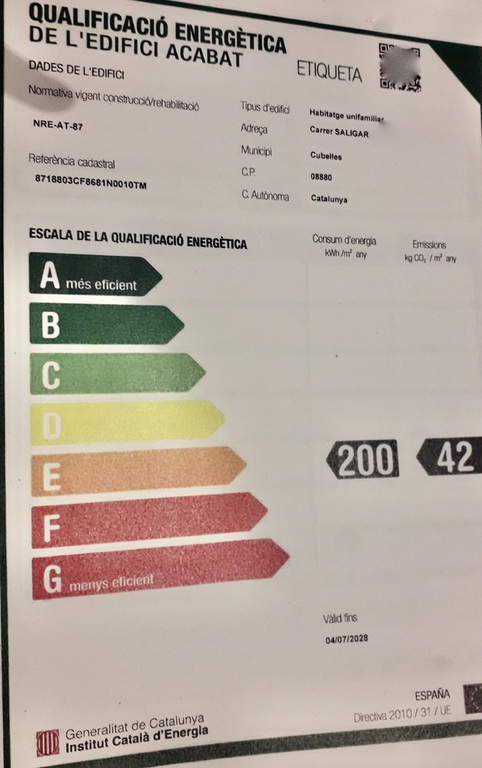 QUALIFICACIÓ ENERGÈTICA
DE L'EDIFICI ACABAT
ETIQUETA
DADES DE L'EDIFICI
Normativa vigent construcció/rehabilitació
NRE-AT-87
Referència cadastral
8718803CF8681N0010TM
Tipus d'edifici Habitatge unifamiliar
Adreça Carrer SALIGAR
Municipi Cubelles
C.P. 08880
C. Autònoma Catalunya
ESCALA DE LA QUALIFICACIÓ ENERGÈTICA
Consum d'energia
kWh /m² any
Emissions
kg CO₂ / m² any
A més eficient
B
C
D
E 200 42
F
G menys eficient
Vàlid fins
04/07/2028
Generalitat de Catalunya
Institut Català d'Energia
ESPAÑA
Directiva 2010 / 31 / UE